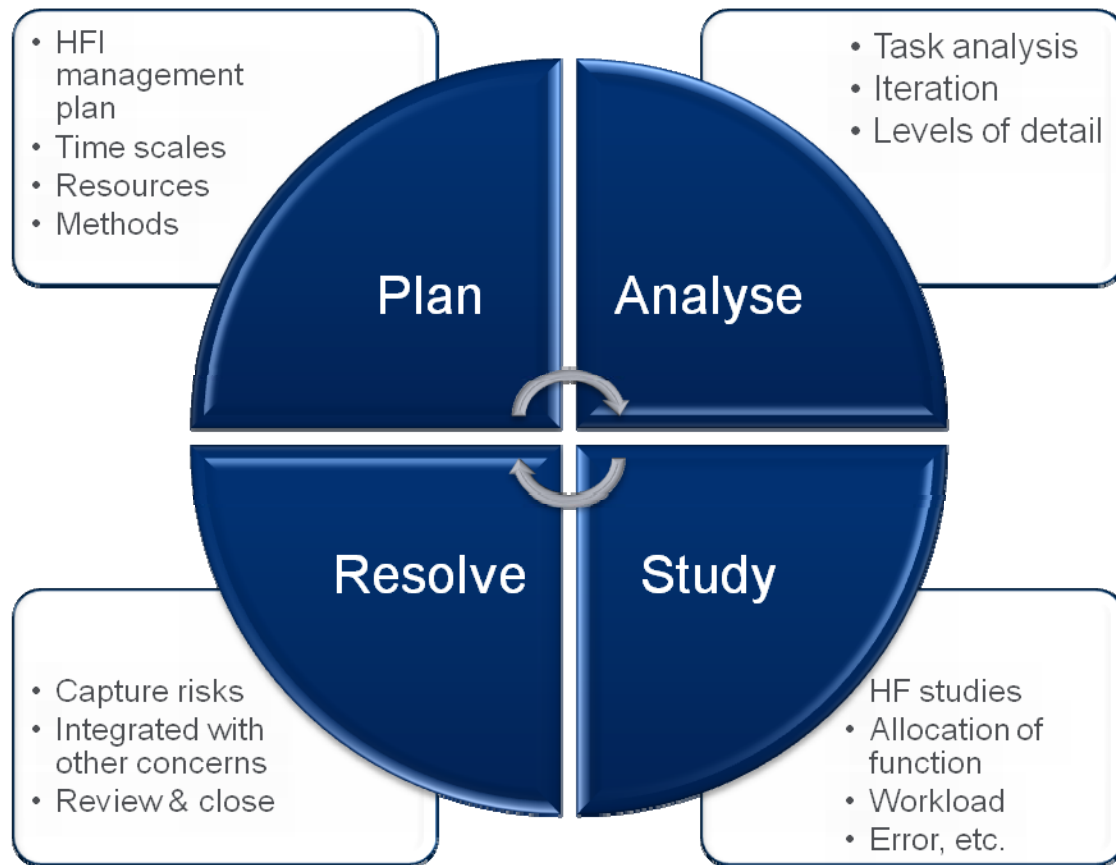 • HFI
management
plan
• Time scales
• Resources
• Methods
• Task analysis
• Iteration
• Levels of detail
Plan
Analyse
Resolve
Study
• Capture risks
• Integrated with
other concerns
• Review & close
HF studies
• Allocation of
function
• Workload
• Error, etc.